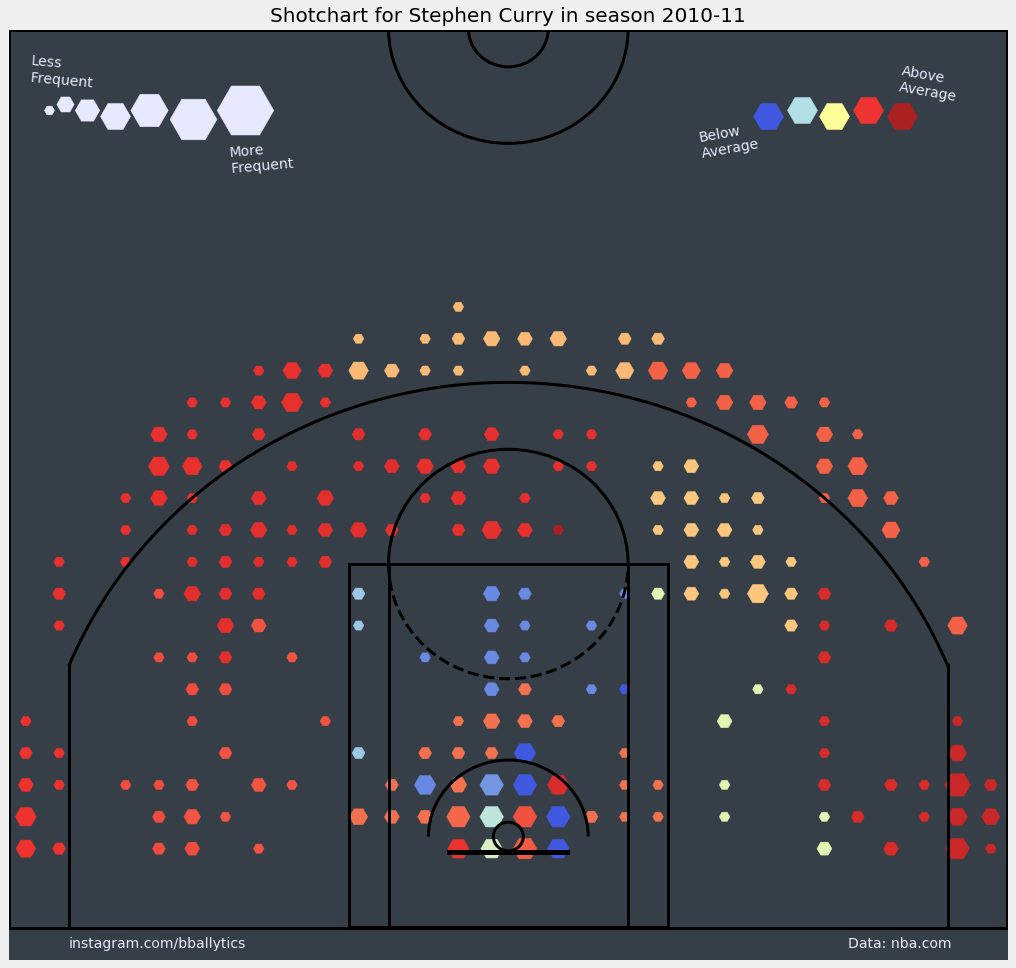 Shotchart for Stephen Curry in season 2010-11
Less
Frequent
More
Frequent
Above
Average
Below
Average
instagram.com/bballytics
Data: nba.com